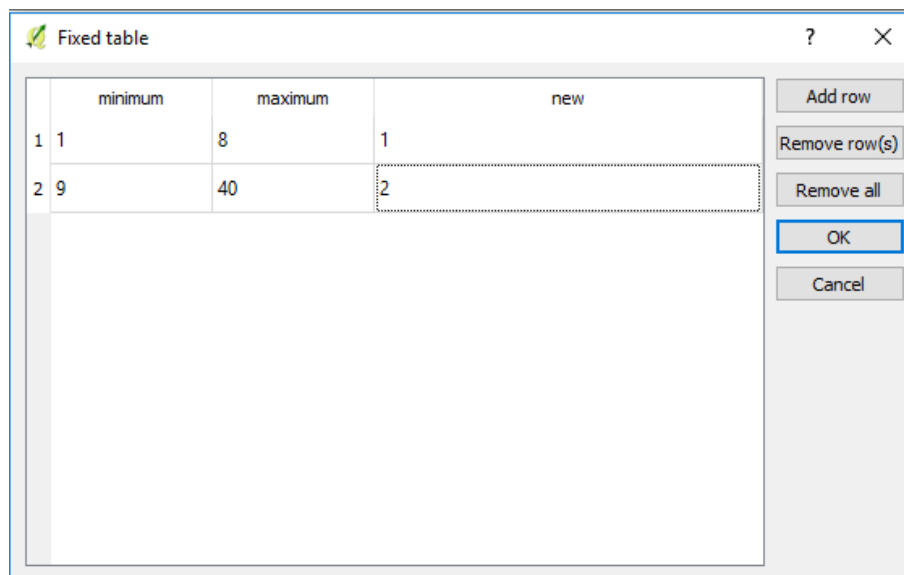 Fixed table
? X
minimum maximum new
1 1 8 1
2 9 40 2
Add row
Remove row(s)
Remove all
OK
Cancel